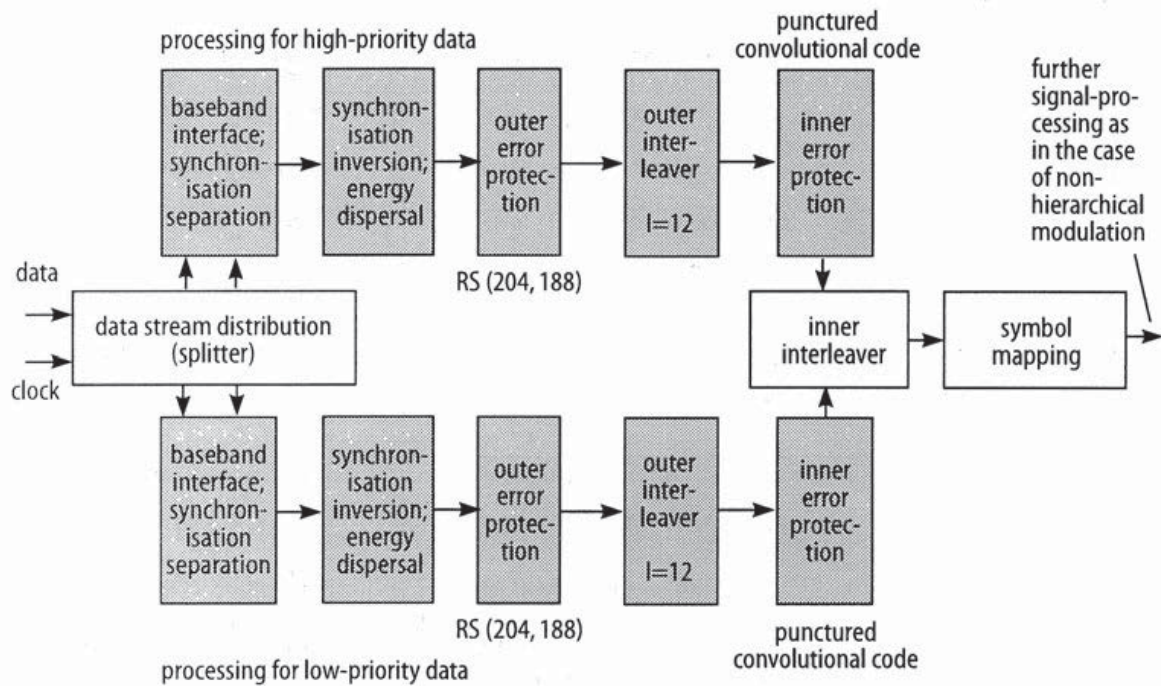 processing for high-priority data
punctured
convolutional code
further
signal-pro-
cessing as
in the case
of non-
hierarchical
modulation
baseband
interface;
synchron-
isation
separation
synchron-
isation
inversion;
energy
dispersal
outer
error
protec-
tion
outer
inter-
leaver
I=12
inner
error
protec-
tion
RS (204, 188)
data
clock
data stream distribution
(splitter)
inner
interleaver
symbol
mapping
baseband
interface;
synchron-
isation
separation
synchron-
isation
inversion;
energy
dispersal
outer
error
protec-
tion
outer
inter-
leaver
I=12
inner
error
protec-
tion
RS (204, 188)
punctured
convolutional code
processing for low-priority data